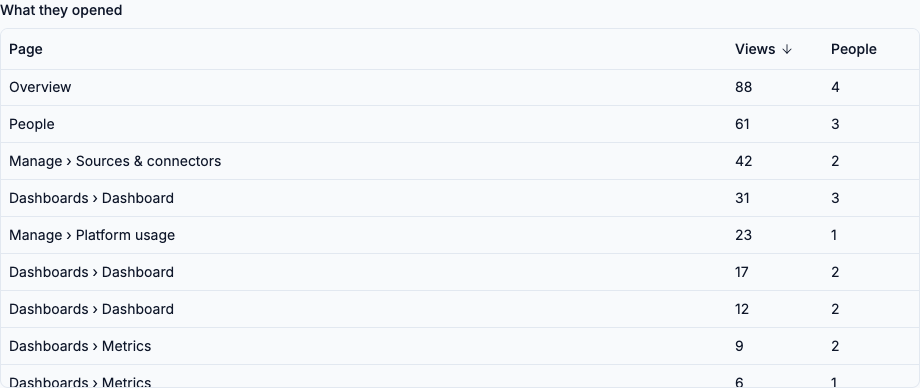 What they opened
Page Views ↓ People
Overview 88 4
People 61 3
Manage › Sources & connectors 42 2
Dashboards › Dashboard 31 3
Manage › Platform usage 23 1
Dashboards › Dashboard 17 2
Dashboards › Dashboard 12 2
Dashboards › Metrics 9 2
Dashboards › Metrics 6 1